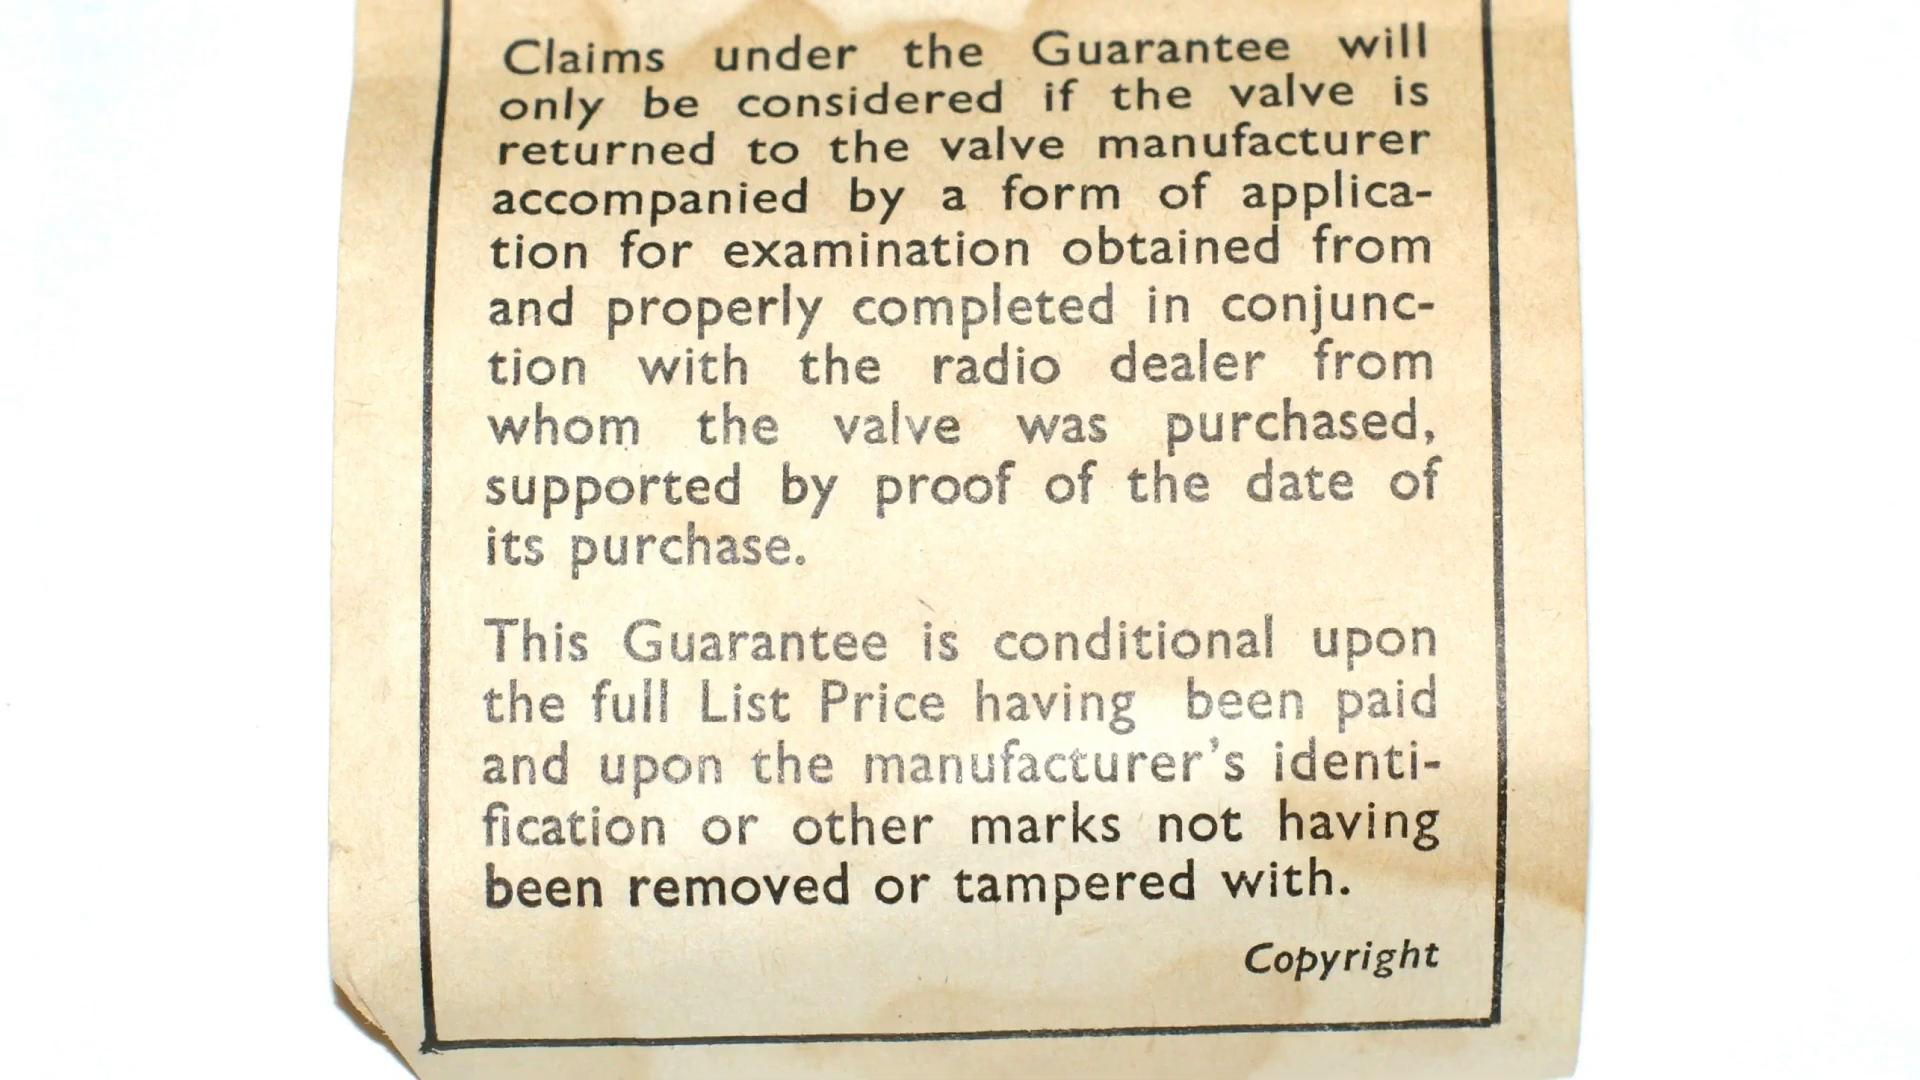 Claims under the Guarantee will
only be considered if the valve is
returned to the valve manufacturer
accompanied by a form of applica-
tion for examination obtained from
and properly completed in conjunc-
tion with the radio dealer from
whom the valve was purchased,
supported by proof of the date of
its purchase.
This Guarantee is conditional upon
the full List Price having been paid
and upon the manufacturer's identi-
fication or other marks not having
been removed or tampered with.
Copyright